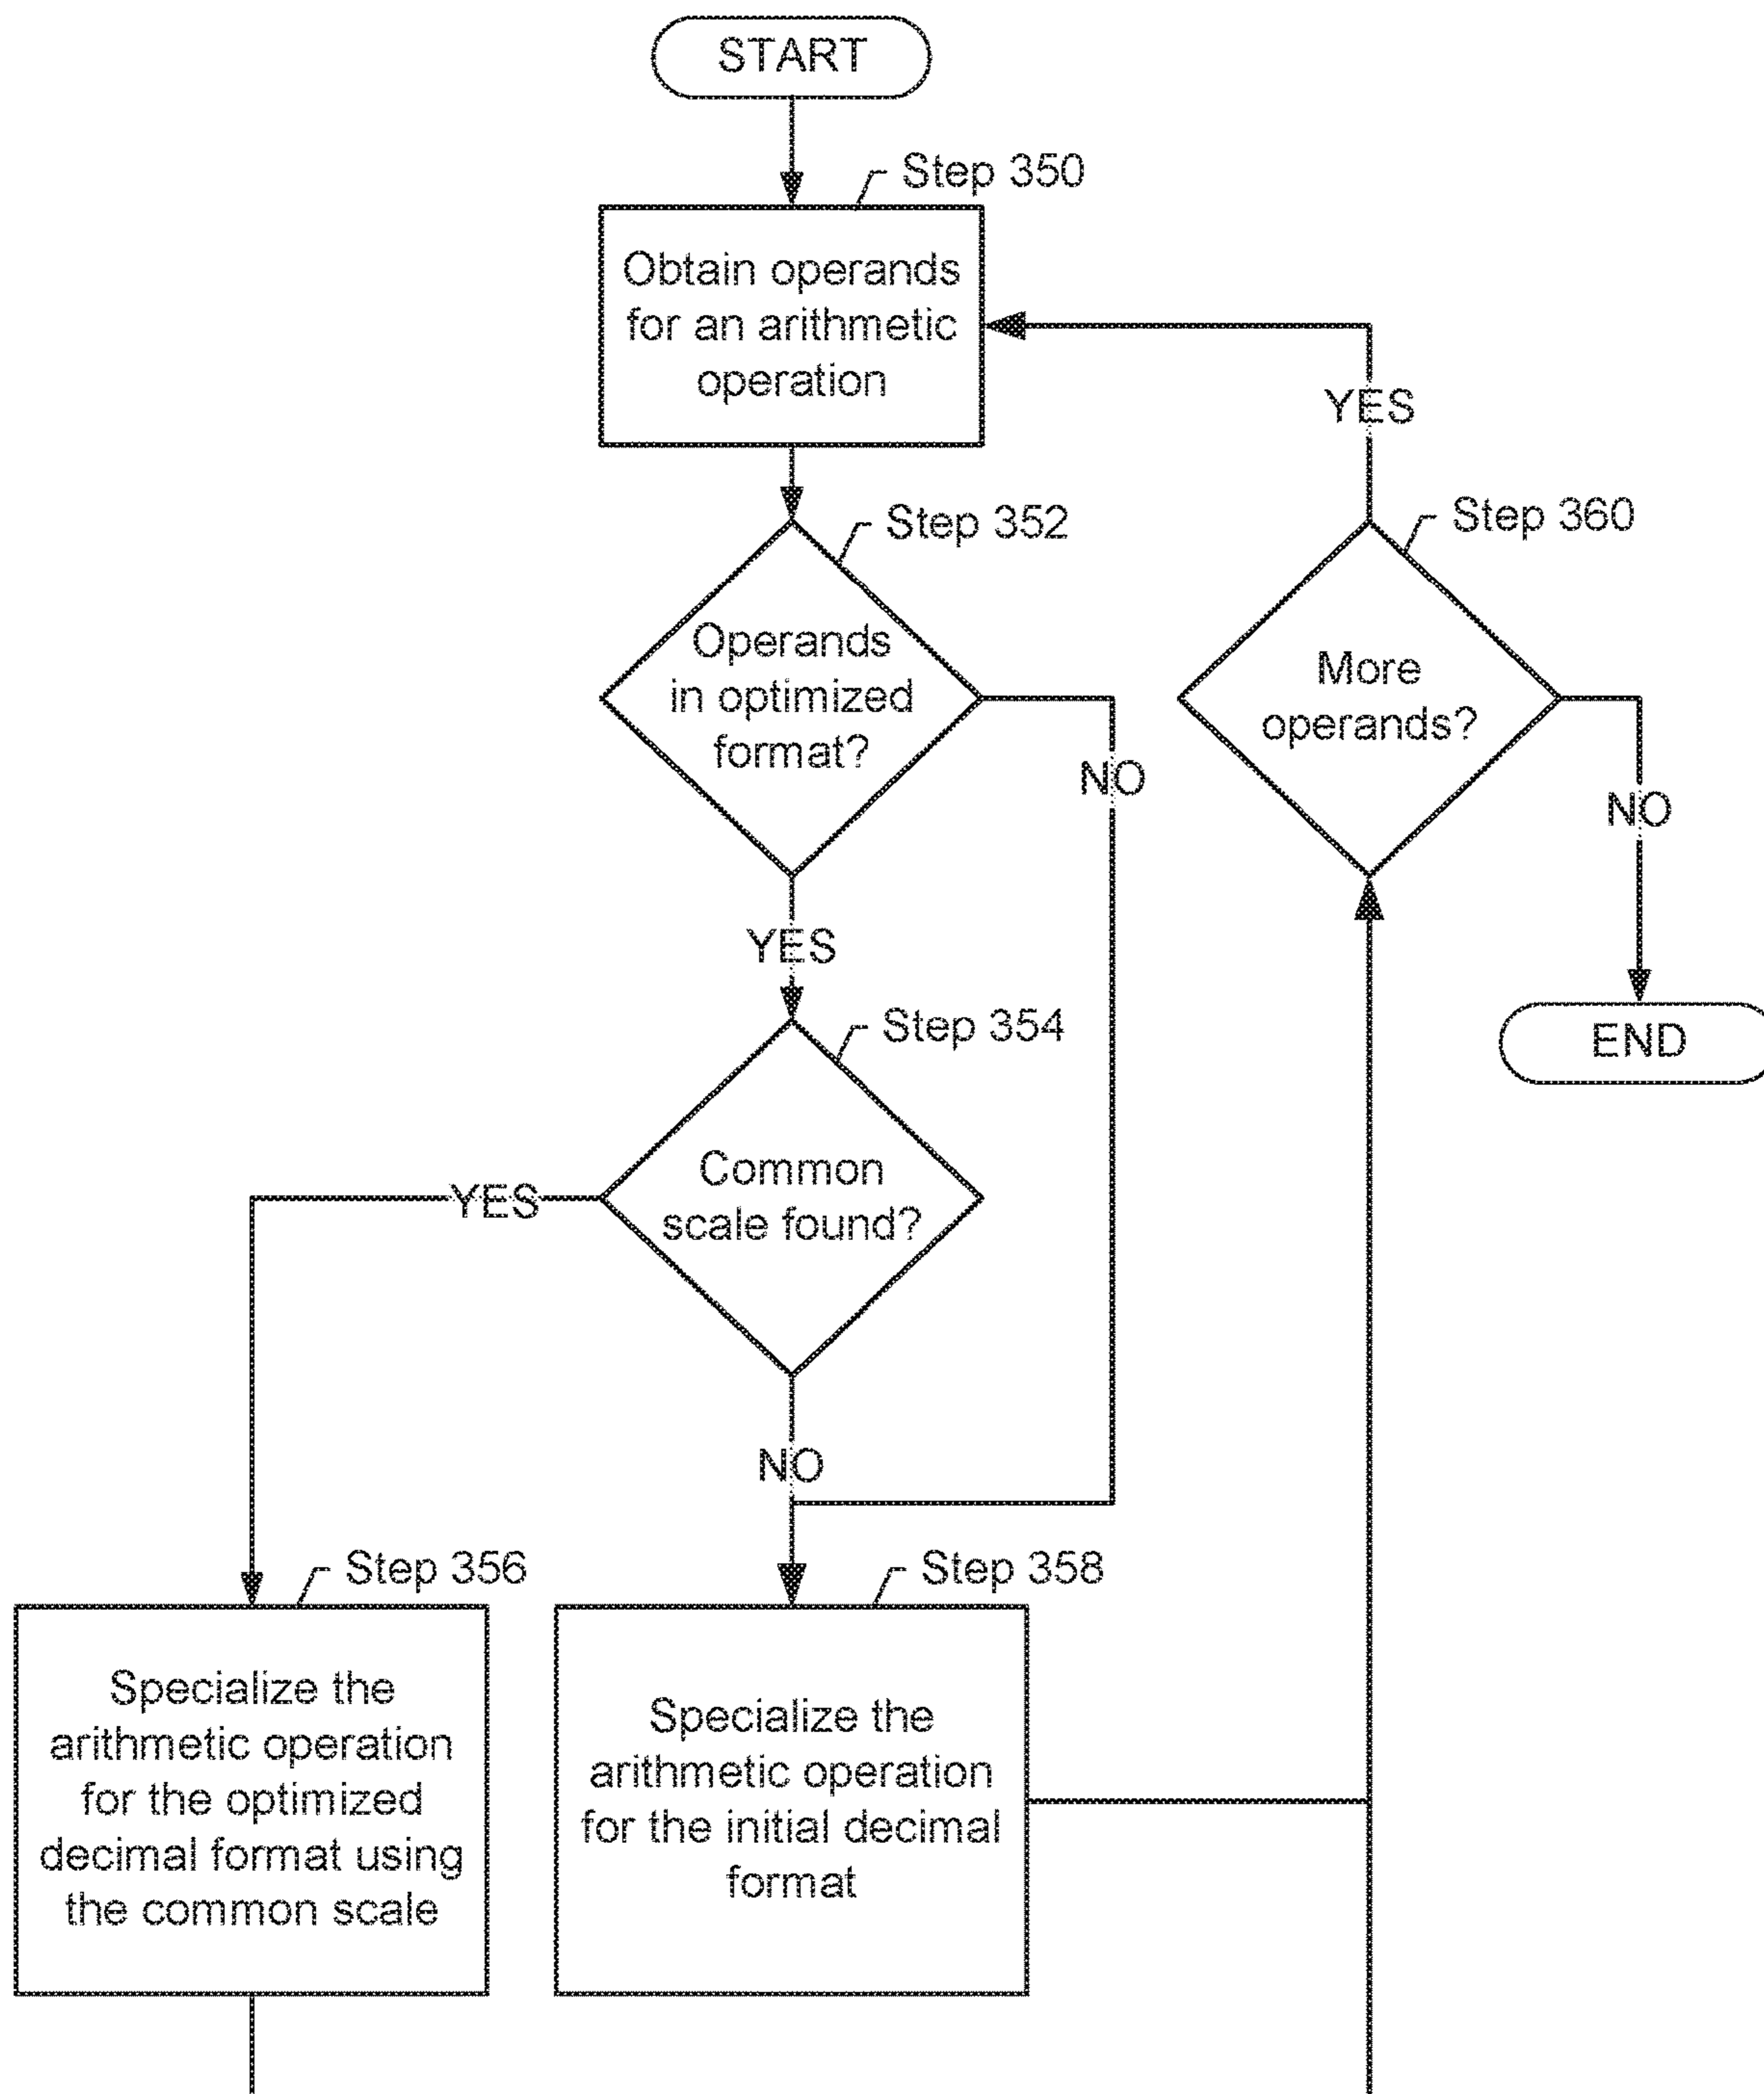 START
Step 350
Obtain operands
for an arithmetic
operation
YES
Step 352
Step 360
Operands
in optimized
format?
More
operands?
NO
NO
YES
Step 354
END
Common
scale found?
YES
NO
Step 356
Step 358
Specialize the
arithmetic operation
for the optimized
decimal format using
the common scale
Specialize the
arithmetic operation
for the initial decimal
format